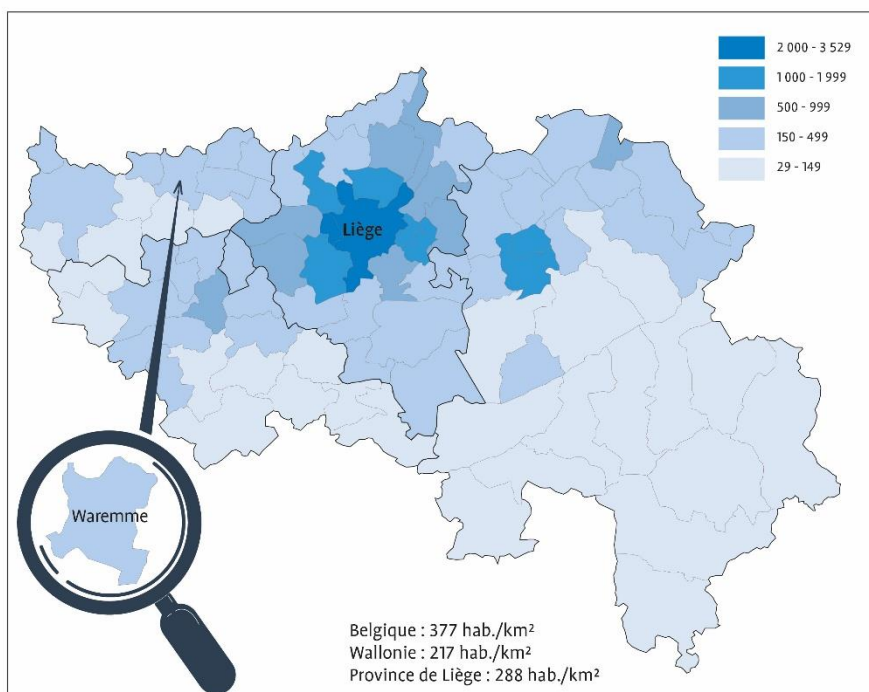 2 000 - 3 529
1 000 - 1 999
500 - 999
150 - 499
29 - 149
Liège
Waremme
Belgique : 377 hab./km²
Wallonie : 217 hab./km²
Province de Liège : 288 hab./km²